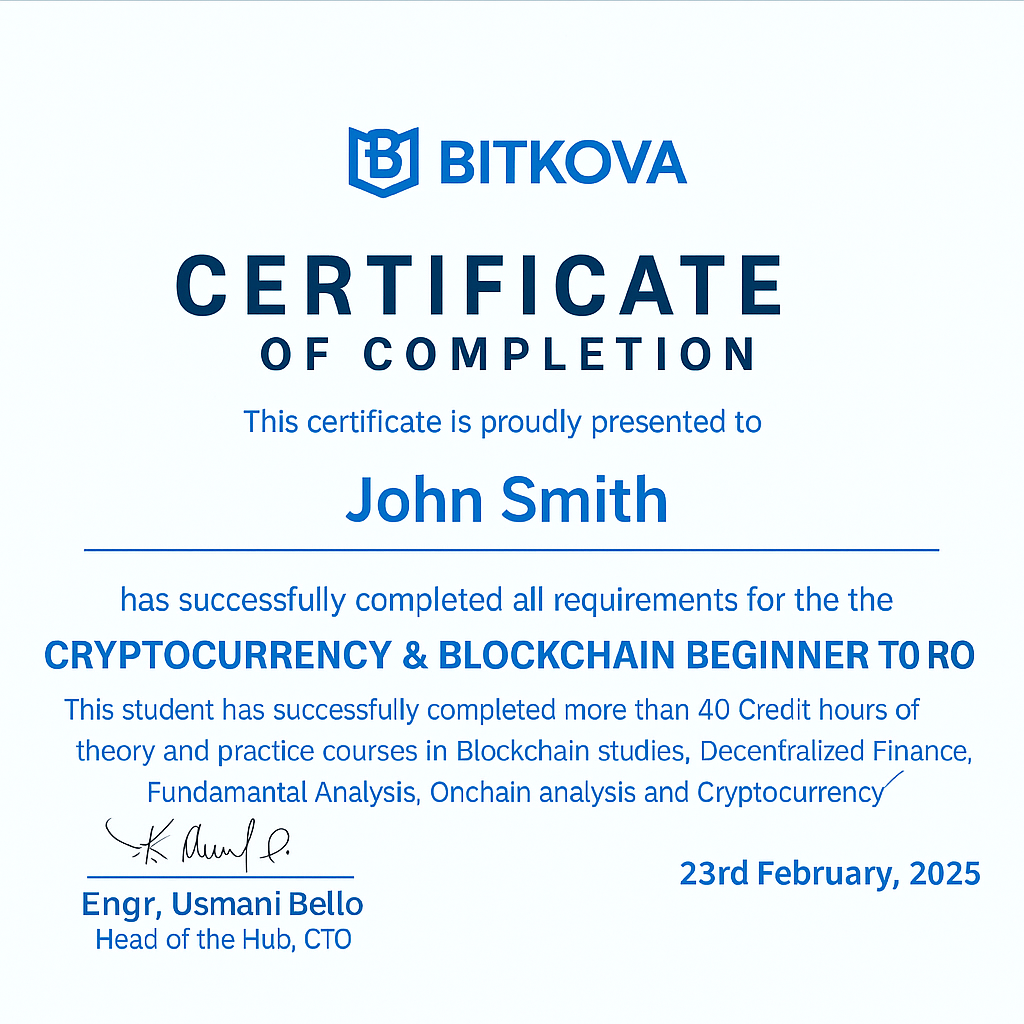 BITKOVA
CERTIFICATE
OF COMPLETION
This certificate is proudly presented to
John Smith
has successfully completed all requirements for the the
CRYPTOCURRENCY & BLOCKCHAIN BEGINNER TO RO
This student has successfully completed more than 40 Credit hours of
theory and practice courses in Blockchain studies, Decenfralized Finance,
Fundamantal Analysis, Onchain analysis and Cryptocurrency
Engr, Usmani Bello
Head of the Hub, CTO
23rd February, 2025